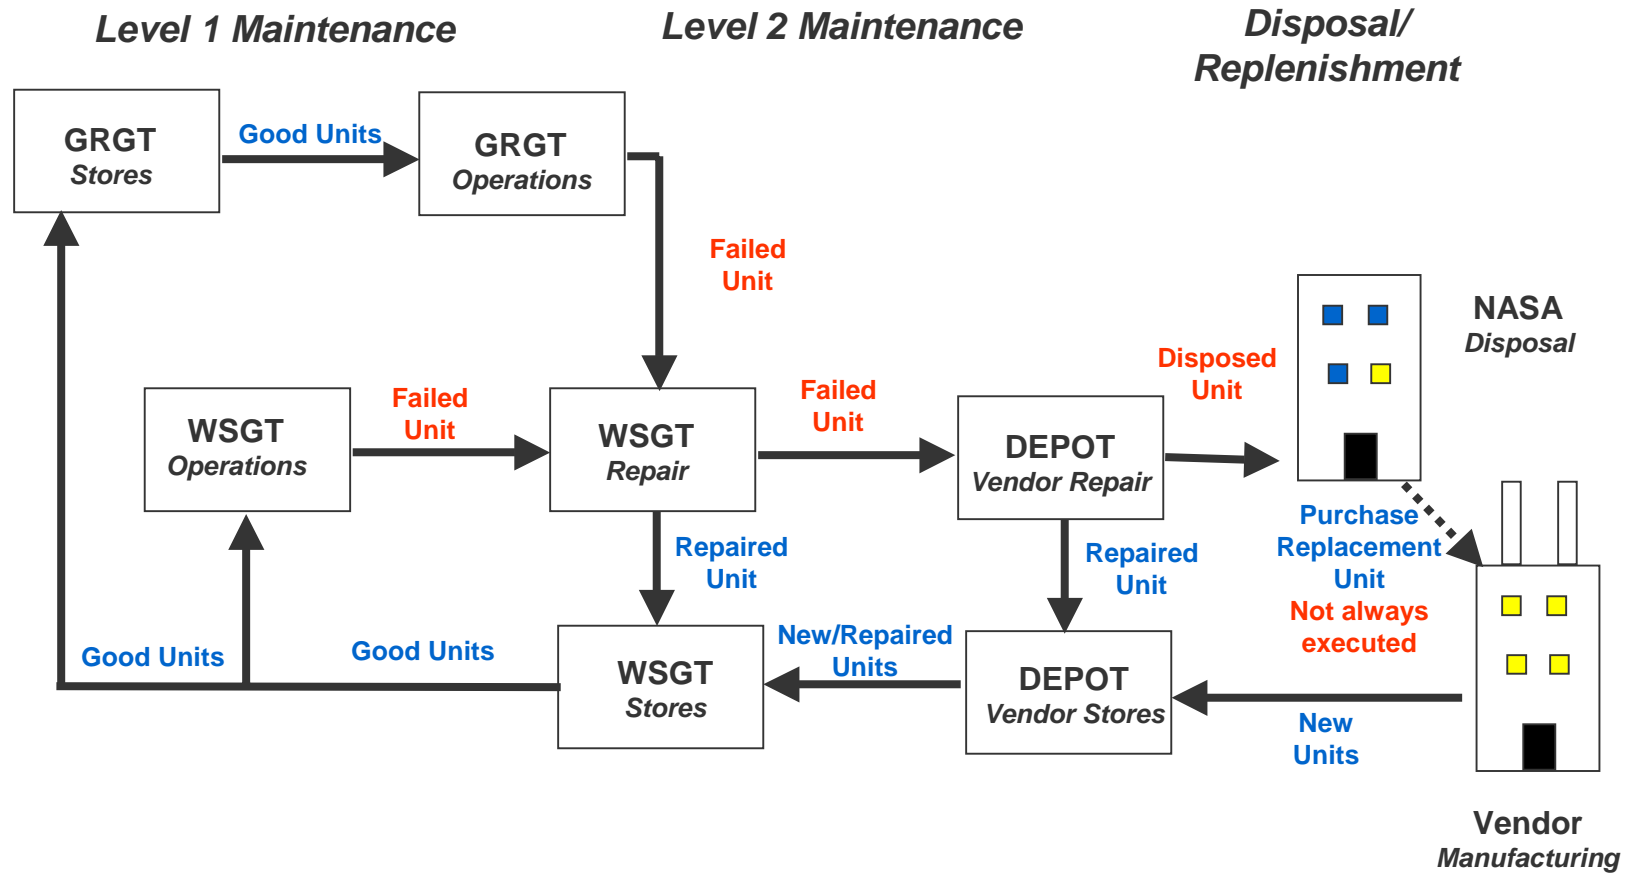 Level 1 Maintenance
Level 2 Maintenance
Disposal/
Replenishment
GRGT
Stores
Good Units
GRGT
Operations
Failed
Unit
NASA
Disposal
WSGT
Operations
Failed
Unit
WSGT
Repair
Failed
Unit
DEPOT
Vendor Repair
Disposed
Unit
Repaired
Unit
Repaired
Unit
Purchase
Replacement
Unit
Not always
executed
Good Units
Good Units
WSGT
Stores
New/Repaired
Units
DEPOT
Vendor Stores
New
Units
Vendor
Manufacturing